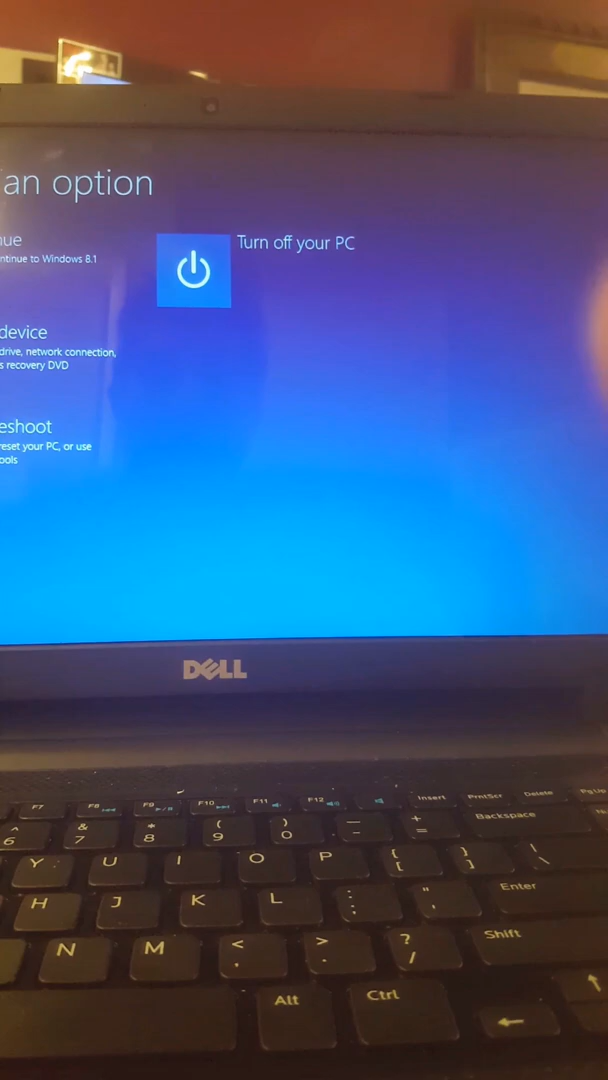 an option
nue
ntinue to Windows 8.1
Turn off your PC
device
drive, network connection,
s recovery DVD
eshoot
reset your PC, or use
ools
DELL
F7 F8 F9 F10 F11 F12 Insert PrntScr Delete PgUp
^ & * ( ) — +
6 7 8 9 0 - = Backspace
Y U I O P { [ } ] | \
H J K L : ; " ' Enter
N M < , > . ? / Shift
Alt Ctrl